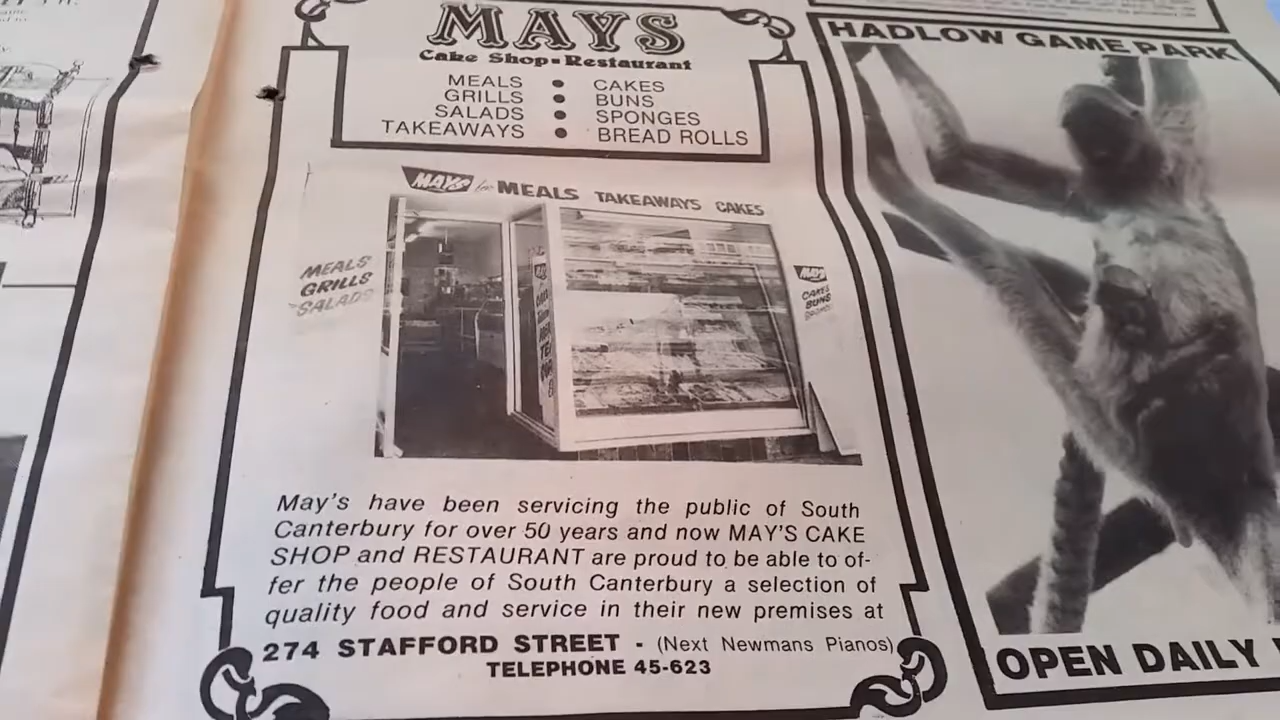 MAYS
Cake Shop▪Restaurant
MEALS ● CAKES
GRILLS ● BUNS
SALADS ● SPONGES
TAKEAWAYS ● BREAD ROLLS
MAYS for MEALS TAKEAWAYS CAKES
MEALS
GRILLS
SALADS
MAYS
CAKES
BUNS
May's have been servicing the public of South
Canterbury for over 50 years and now MAY'S CAKE
SHOP and RESTAURANT are proud to be able to of-
fer the people of South Canterbury a selection of
quality food and service in their new premises at
274 STAFFORD STREET - (Next Newmans Pianos)
TELEPHONE 45-623
HADLOW GAME PARK
OPEN DAILY